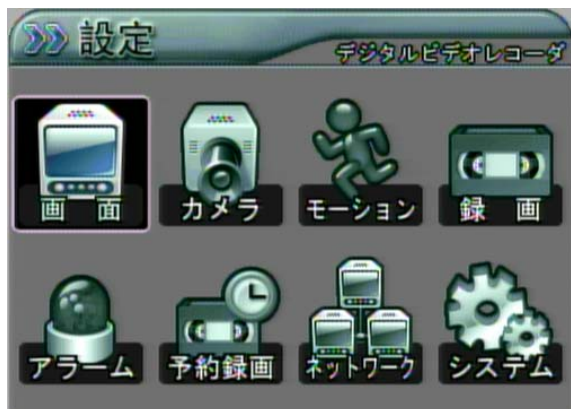 設定
デジタルビデオレコーダ
画 面
カメラ
モーション
録 画
アラーム
予約録画
ネットワーク
システム